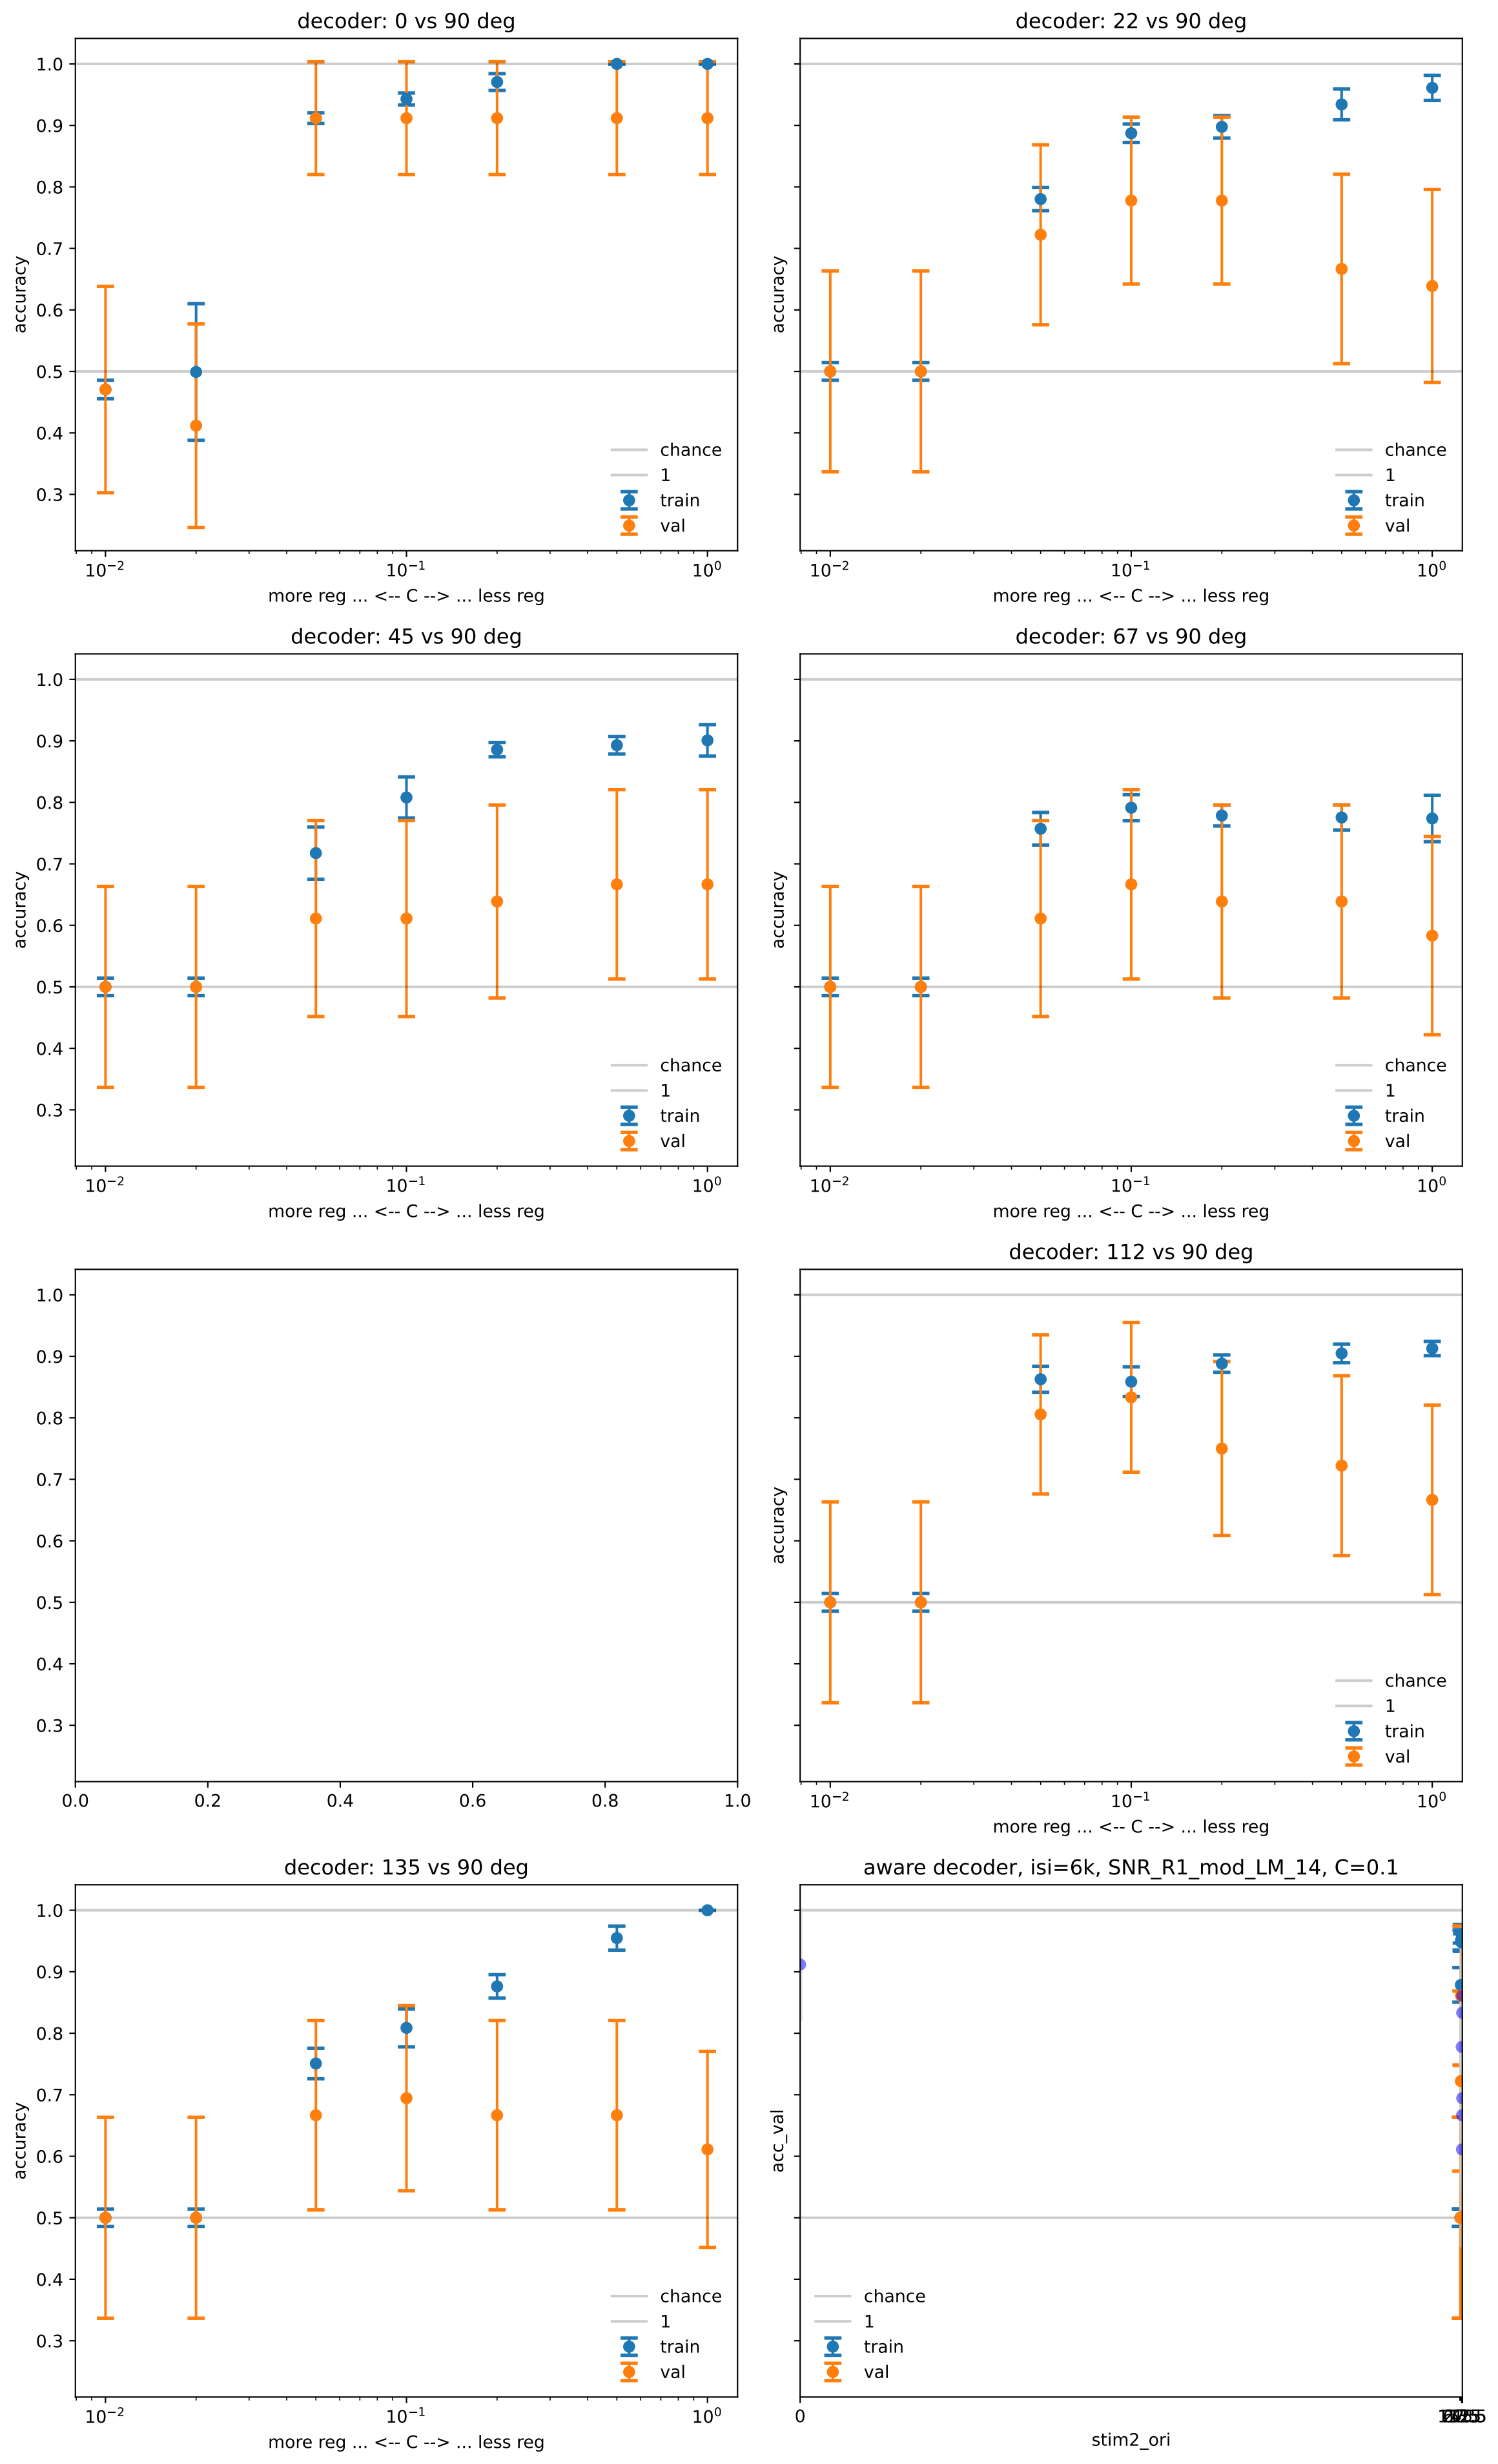 decoder: 0 vs 90 deg
1.0
0.9
0.8
0.7
0.6
0.5
0.4
0.3
accuracy
chance
1
train
val
10⁻²
10⁻¹
10⁰
more reg ... <-- C --> ... less reg
decoder: 22 vs 90 deg
accuracy
chance
1
train
val
10⁻²
10⁻¹
10⁰
more reg ... <-- C --> ... less reg
decoder: 45 vs 90 deg
1.0
0.9
0.8
0.7
0.6
0.5
0.4
0.3
accuracy
chance
1
train
val
10⁻²
10⁻¹
10⁰
more reg ... <-- C --> ... less reg
decoder: 67 vs 90 deg
accuracy
chance
1
train
val
10⁻²
10⁻¹
10⁰
more reg ... <-- C --> ... less reg
1.0
0.9
0.8
0.7
0.6
0.5
0.4
0.3
0.0
0.2
0.4
0.6
0.8
1.0
decoder: 112 vs 90 deg
accuracy
chance
1
train
val
10⁻²
10⁻¹
10⁰
more reg ... <-- C --> ... less reg
decoder: 135 vs 90 deg
1.0
0.9
0.8
0.7
0.6
0.5
0.4
0.3
accuracy
chance
1
train
val
10⁻²
10⁻¹
10⁰
more reg ... <-- C --> ... less reg
aware decoder, isi=6k, SNR_R1_mod_LM_14, C=0.1
acc_val
chance
1
train
val
0
stim2_ori